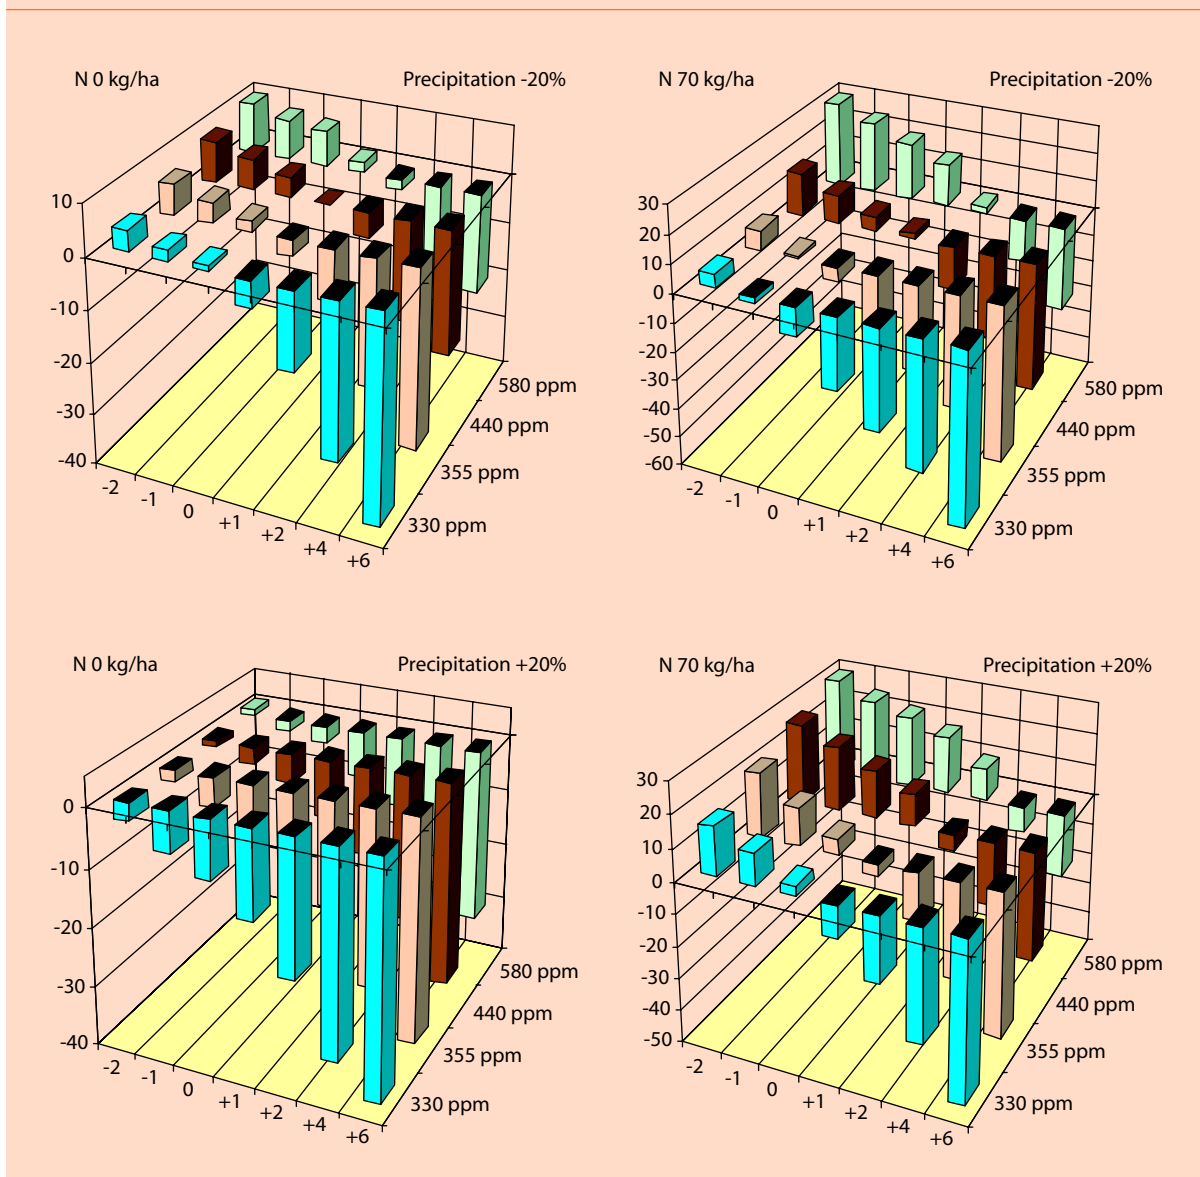 N 0 kg/ha Precipitation -20%
10
0
-10
-20
-30
-40
-2 -1 0 +1 +2 +4 +6
580 ppm
440 ppm
355 ppm
330 ppm
N 70 kg/ha Precipitation -20%
30
20
10
0
-10
-20
-30
-40
-50
-60
-2 -1 0 +1 +2 +4 +6
580 ppm
440 ppm
355 ppm
330 ppm
N 0 kg/ha Precipitation +20%
0
-10
-20
-30
-40
-2 -1 0 +1 +2 +4 +6
580 ppm
440 ppm
355 ppm
330 ppm
N 70 kg/ha Precipitation +20%
30
20
10
0
-10
-20
-30
-40
-50
-2 -1 0 +1 +2 +4 +6
580 ppm
440 ppm
355 ppm
330 ppm